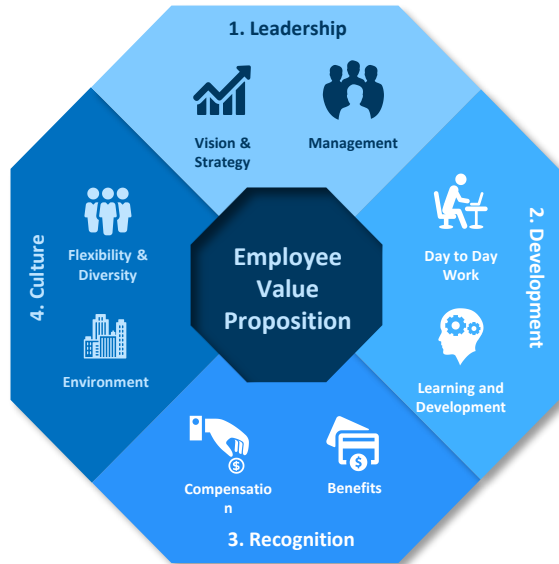 1. Leadership
Vision &
Strategy
Management
2. Development
Day to Day
Work
Learning and
Development
Employee
Value
Proposition
4. Culture
Flexibility &
Diversity
Environment
$
Compensatio
n
$
Benefits
3. Recognition